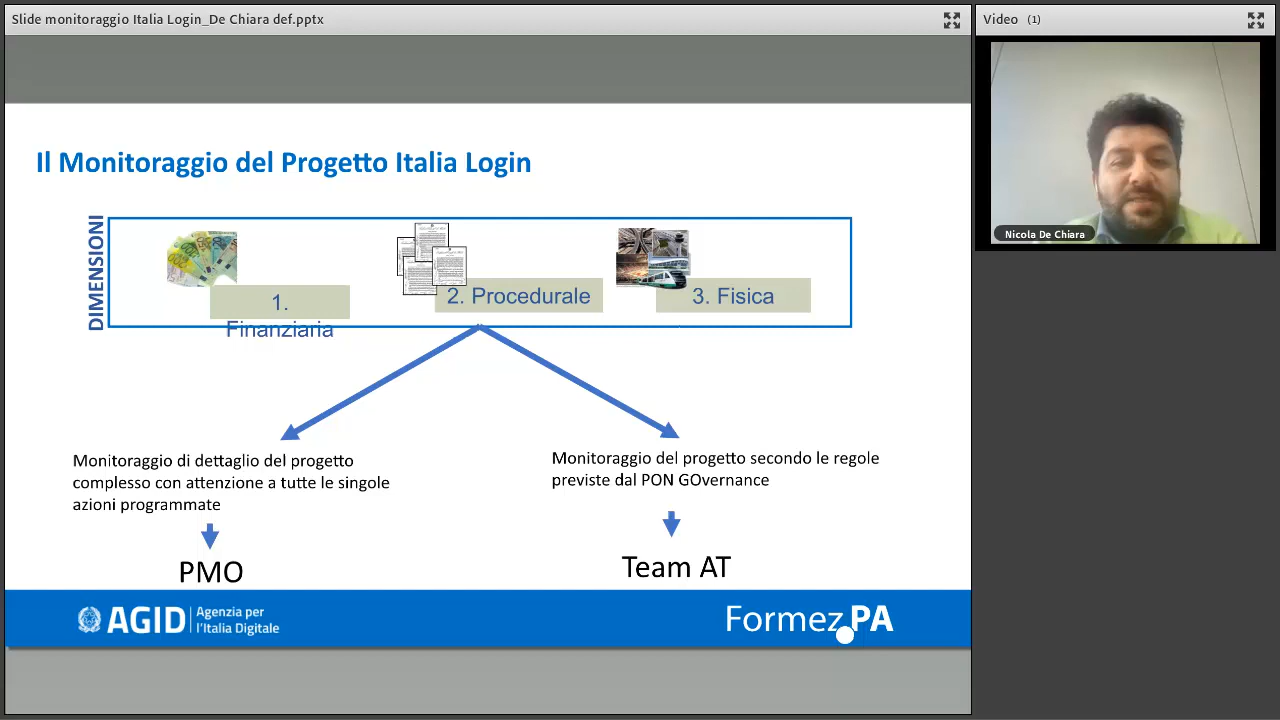 Slide monitoraggio Italia Login_De Chiara def.pptx
Video (1)
Nicola De Chiara
Il Monitoraggio del Progetto Italia Login
DIMENSIONI
1.
Finanziaria
2. Procedurale
3. Fisica
Monitoraggio di dettaglio del progetto
complesso con attenzione a tutte le singole
azioni programmate
PMO
Monitoraggio del progetto secondo le regole
previste dal PON GOvernance
Team AT
AGID
Agenzia per
l'Italia Digitale
Formez PA